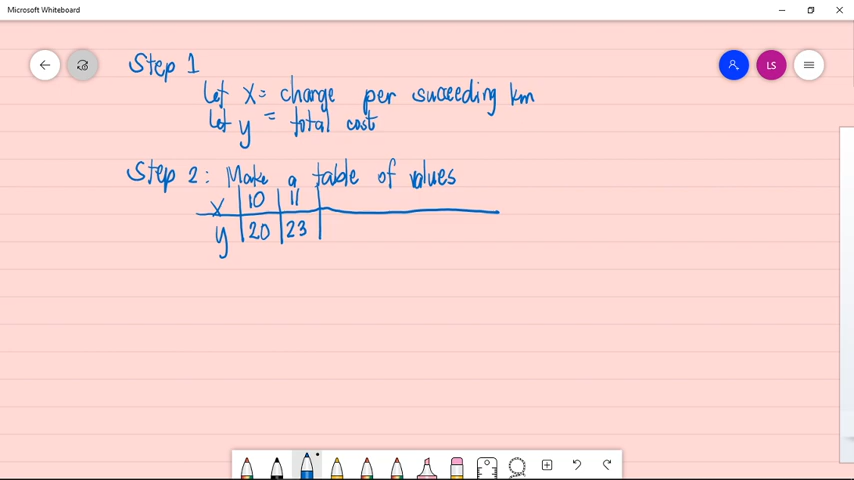 Microsoft Whiteboard
LS
Step 1
let x = charge per succeeding km
let y = total cost
Step 2: Make a table of values
x 10 11
y 20 23